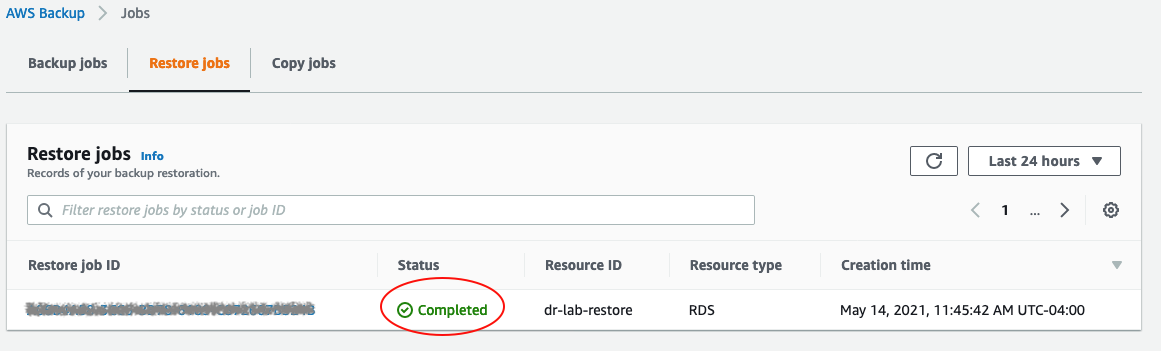 AWS Backup > Jobs
Backup jobs Restore jobs Copy jobs
Restore jobs Info
Records of your backup restoration.
Last 24 hours
Filter restore jobs by status or job ID
1 ...
Restore job ID Status Resource ID Resource type Creation time
Completed dr-lab-restore RDS May 14, 2021, 11:45:42 AM UTC-04:00